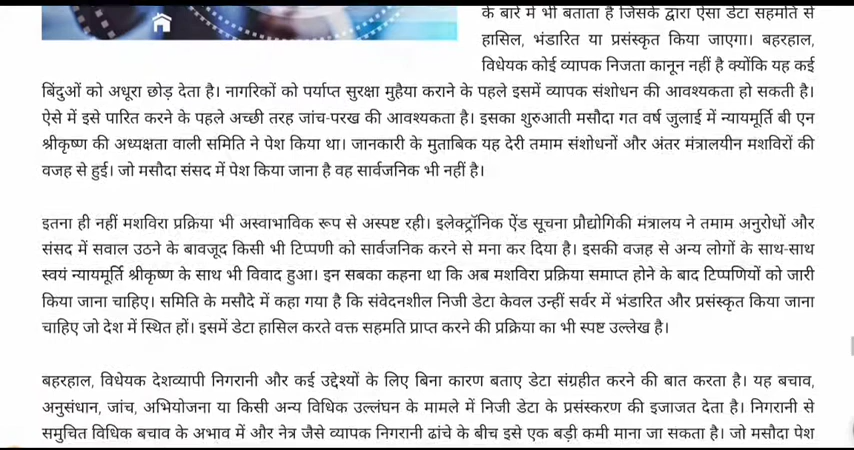 के बारे में भी बताता है जिसके द्वारा ऐसा डेटा सहमति से
हासिल, भंडारित या प्रसंस्कृत किया जाएगा। बहरहाल,
विधेयक कोई व्यापक निजता कानून नहीं है क्योंकि यह कई
बिंदुओं को अधूरा छोड़ देता है। नागरिकों को पर्याप्त सुरक्षा मुहैया कराने के पहले इसमें व्यापक संशोधन की आवश्यकता हो सकती है।
ऐसे में इसे पारित करने के पहले अच्छी तरह जांच-परख की आवश्यकता है। इसका शुरुआती मसौदा गत वर्ष जुलाई में न्यायमूर्ति बी एन
श्रीकृष्ण की अध्यक्षता वाली समिति ने पेश किया था। जानकारी के मुताबिक यह देरी तमाम संशोधनों और अंतर मंत्रालयीन मशविरों की
वजह से हुई। जो मसौदा संसद में पेश किया जाना है वह सार्वजनिक भी नहीं है।
इतना ही नहीं मशविरा प्रक्रिया भी अस्वाभाविक रूप से अस्पष्ट रही। इलेक्ट्रॉनिक ऐंड सूचना प्रौद्योगिकी मंत्रालय ने तमाम अनुरोधों और
संसद में सवाल उठने के बावजूद किसी भी टिप्पणी को सार्वजनिक करने से मना कर दिया है। इसकी वजह से अन्य लोगों के साथ-साथ
स्वयं न्यायमूर्ति श्रीकृष्ण के साथ भी विवाद हुआ। इन सबका कहना था कि अब मशविरा प्रक्रिया समाप्त होने के बाद टिप्पणियों को जारी
किया जाना चाहिए। समिति के मसौदे में कहा गया है कि संवेदनशील निजी डेटा केवल उन्हीं सर्वर में भंडारित और प्रसंस्कृत किया जाना
चाहिए जो देश में स्थित हों। इसमें डेटा हासिल करते वक्त सहमति प्राप्त करने की प्रक्रिया का भी स्पष्ट उल्लेख है।
बहरहाल, विधेयक देशव्यापी निगरानी और कई उद्देश्यों के लिए बिना कारण बताए डेटा संग्रहीत करने की बात करता है। यह बचाव,
अनुसंधान, जांच, अभियोजना या किसी अन्य विधिक उल्लंघन के मामले में निजी डेटा के प्रसंस्करण की इजाजत देता है। निगरानी से
समुचित विधिक बचाव के अभाव में और नेत्र जैसे व्यापक निगरानी ढांचे के बीच इसे एक बड़ी कमी माना जा सकता है। जो मसौदा पेश